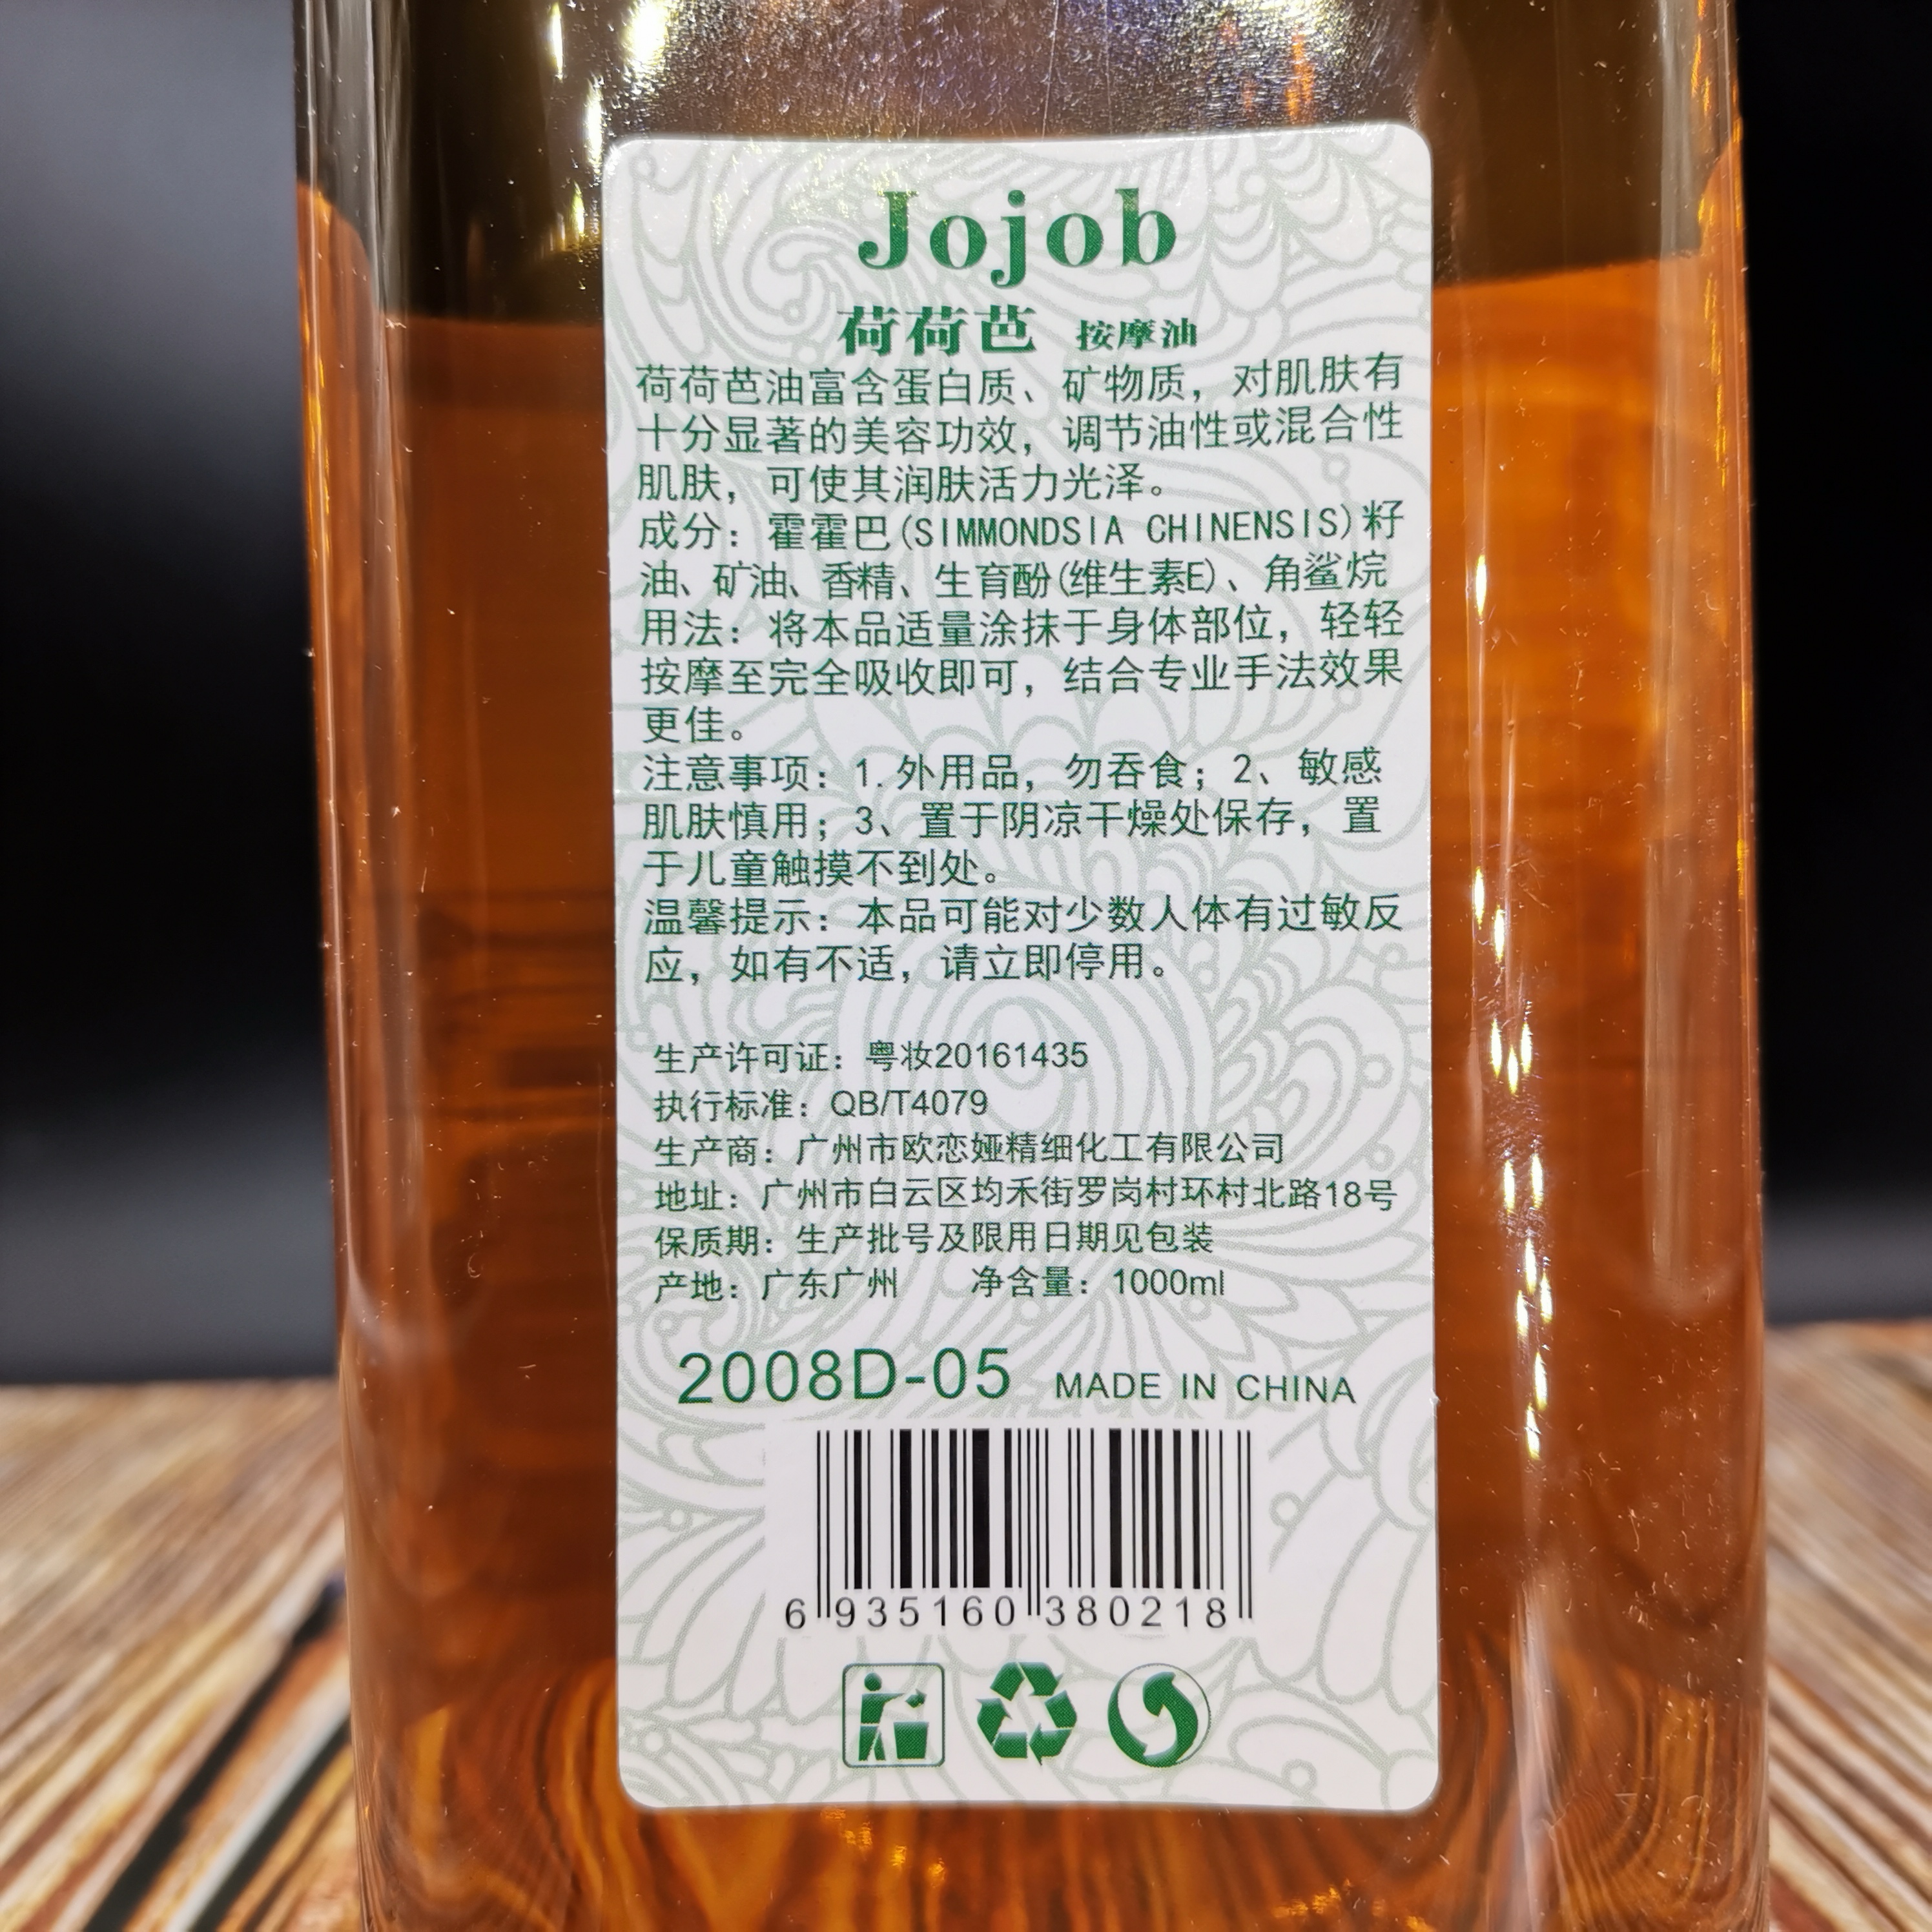 Jojob
荷荷芭 按摩油
荷荷芭油富含蛋白质、矿物质，对肌肤有
十分显著的美容功效，调节油性或混合性
肌肤，可使其润肤活力光泽。
成分：霍霍巴(SIMMONDSIA CHINENSIS)籽
油、矿油、香精、生育酚(维生素E)、角鲨烷
用法：将本品适量涂抹于身体部位，轻轻
按摩至完全吸收即可，结合专业手法效果
更佳。
注意事项：1.外用品，勿吞食；2、敏感
肌肤慎用；3、置于阴凉干燥处保存，置
于儿童触摸不到处。
温馨提示：本品可能对少数人体有过敏反
应，如有不适，请立即停用。
生产许可证：粤妆20161435
执行标准：QB/T4079
生产商：广州市欧恋娅精细化工有限公司
地址：广州市白云区均禾街罗岗村环村北路18号
保质期：生产批号及限用日期见包装
产地：广东广州 净含量：1000ml
2008D-05 MADE IN CHINA
6 935160 380218